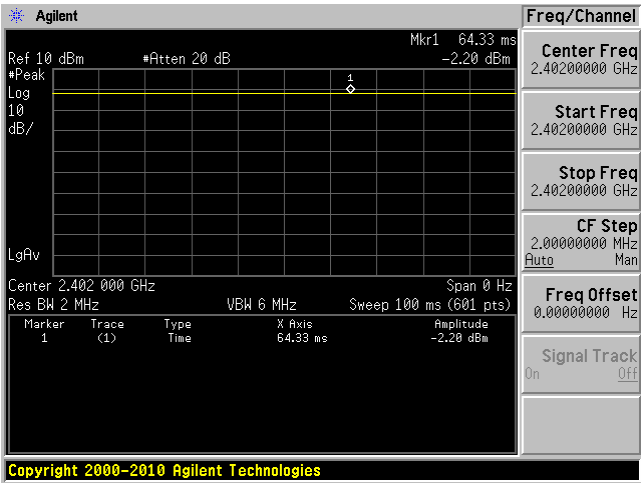 Agilent
Freq/Channel
Mkr1 64.33 ms
Ref 10 dBm #Atten 20 dB -2.20 dBm
#Peak
Log
10
dB/
1
LgAv
Center 2.402 000 GHz Span 0 Hz
Res BW 2 MHz VBW 6 MHz Sweep 100 ms (601 pts)
Marker Trace Type X Axis Amplitude
1 (1) Time 64.33 ms -2.20 dBm
Center Freq
2.40200000 GHz
Start Freq
2.40200000 GHz
Stop Freq
2.40200000 GHz
CF Step
2.00000000 MHz
Auto Man
Freq Offset
0.00000000 Hz
Signal Track
On Off
Copyright 2000-2010 Agilent Technologies